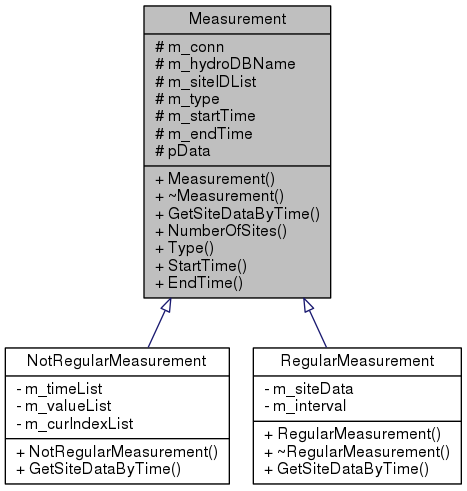 Measurement
# m_conn
# m_hydroDBName
# m_siteIDList
# m_type
# m_startTime
# m_endTime
# pData
+ Measurement()
+ ~Measurement()
+ GetSiteDataByTime()
+ NumberOfSites()
+ Type()
+ StartTime()
+ EndTime()
NotRegularMeasurement
- m_timeList
- m_valueList
- m_curIndexList
+ NotRegularMeasurement()
+ GetSiteDataByTime()
RegularMeasurement
- m_siteData
- m_interval
+ RegularMeasurement()
+ ~RegularMeasurement()
+ GetSiteDataByTime()